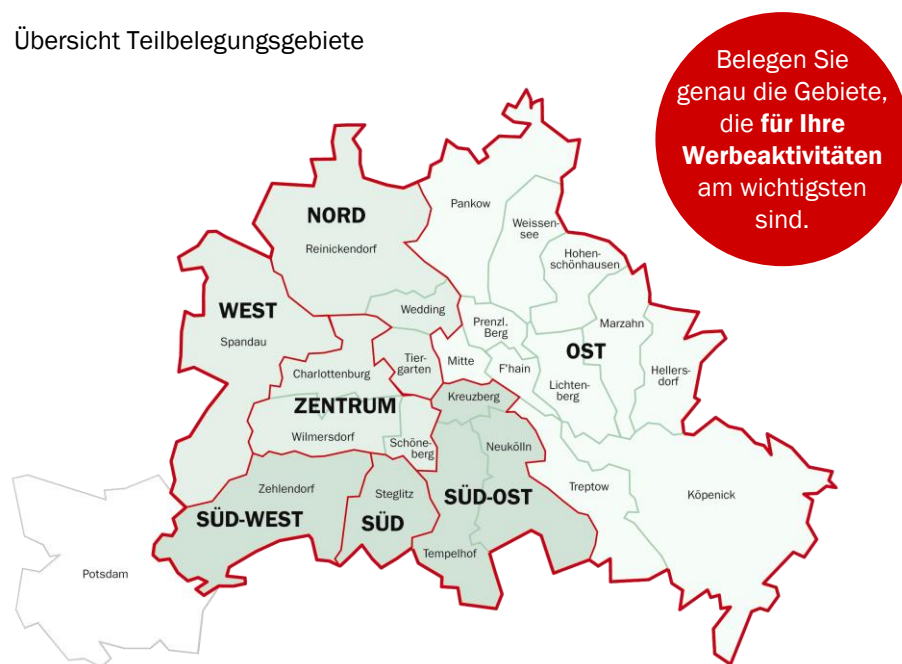 Übersicht Teilbelegungsgebiete
Belegen Sie
genau die Gebiete,
die für Ihre
Werbeaktivitäten
am wichtigsten
sind.
NORD
Reinickendorf
Pankow
Weissen-
see
Hohen-
schönhausen
WEST
Spandau
Wedding
Prenzl.
Berg
Marzahn
OST
Mitte
F'hain
Tier-
garten
Charlottenburg
Lichten-
berg
Hellers-
dorf
ZENTRUM
Kreuzberg
Wilmersdorf
Schöne-
berg
Neukölln
Zehlendorf
Steglitz
SÜD-OST
Treptow
Köpenick
SÜD-WEST
SÜD
Tempelhof
Potsdam